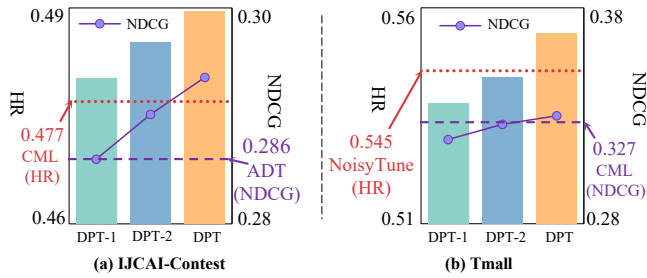 0.49
NDCG
0.30
HR
NDCG
0.477
CML
(HR)
0.286
ADT
(NDCG)
0.46
0.28
DPT-1
DPT-2
DPT
(a) IJCAI-Contest
0.56
NDCG
0.38
HR
NDCG
0.545
NoisyTune
(HR)
0.327
CML
(NDCG)
0.51
0.28
DPT-1
DPT-2
DPT
(b) Tmall